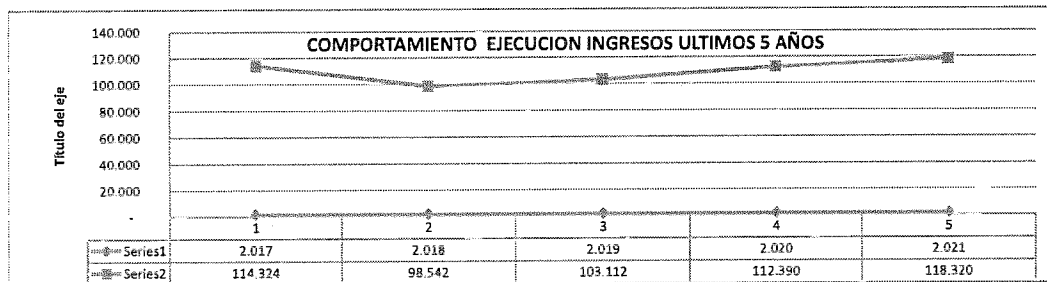 COMPORTAMIENTO EJECUCION INGRESOS ULTIMOS 5 AÑOS
Título del eje
140.000
120.000
100.000
80.000
60.000
40.000
20.000
-
1 2 3 4 5
Series1 2.017 2.018 2.019 2.020 2.021
Series2 114.324 98.542 103.112 112.390 118.320